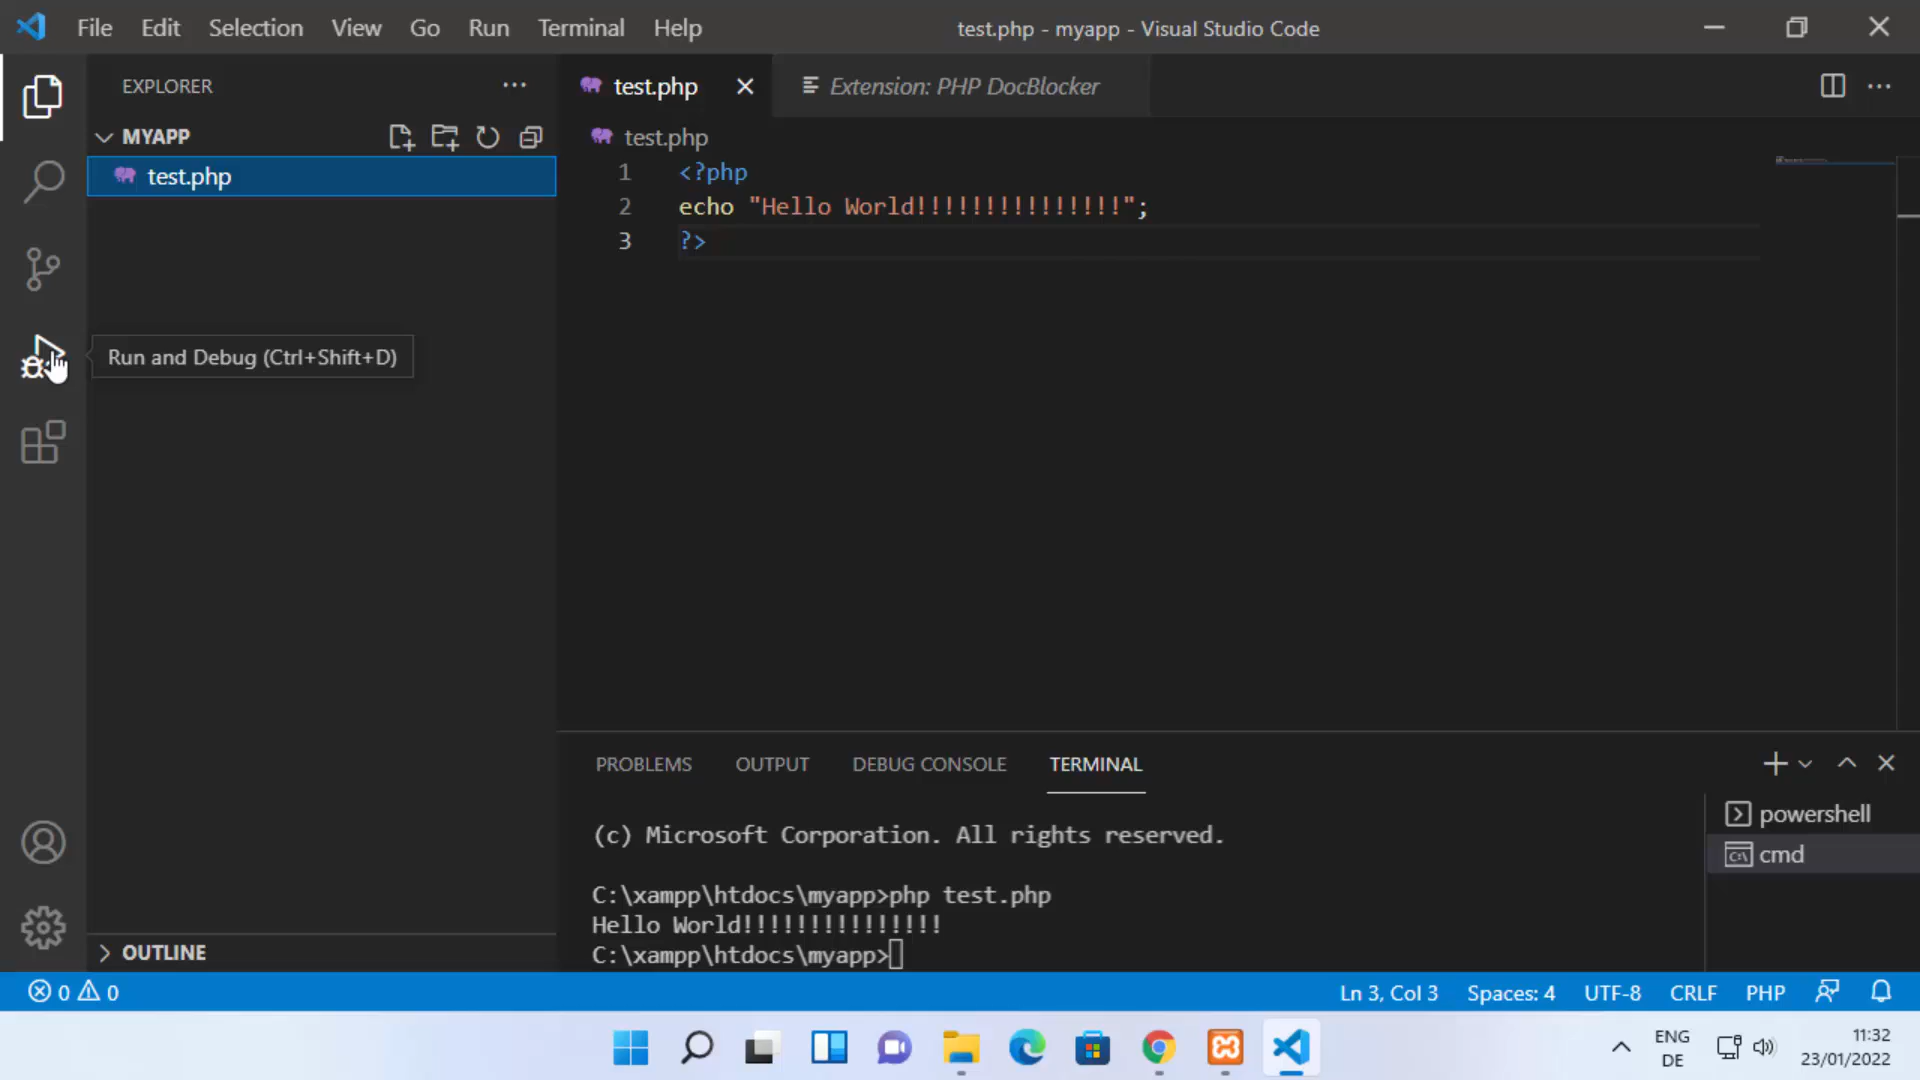 File Edit Selection View Go Run Terminal Help
test.php - myapp - Visual Studio Code
EXPLORER
MYAPP
test.php
Run and Debug (Ctrl+Shift+D)
OUTLINE
test.php
Extension: PHP DocBlocker
test.php
1 <?php
2 echo "Hello World!!!!!!!!!!!!!!!";
3 ?>
PROBLEMS OUTPUT DEBUG CONSOLE TERMINAL
(c) Microsoft Corporation. All rights reserved.
C:\xampp\htdocs\myapp>php test.php
Hello World!!!!!!!!!!!!!!!
C:\xampp\htdocs\myapp>
powershell
cmd
0 0
Ln 3, Col 3 Spaces: 4 UTF-8 CRLF PHP
ENG
DE
11:32
23/01/2022